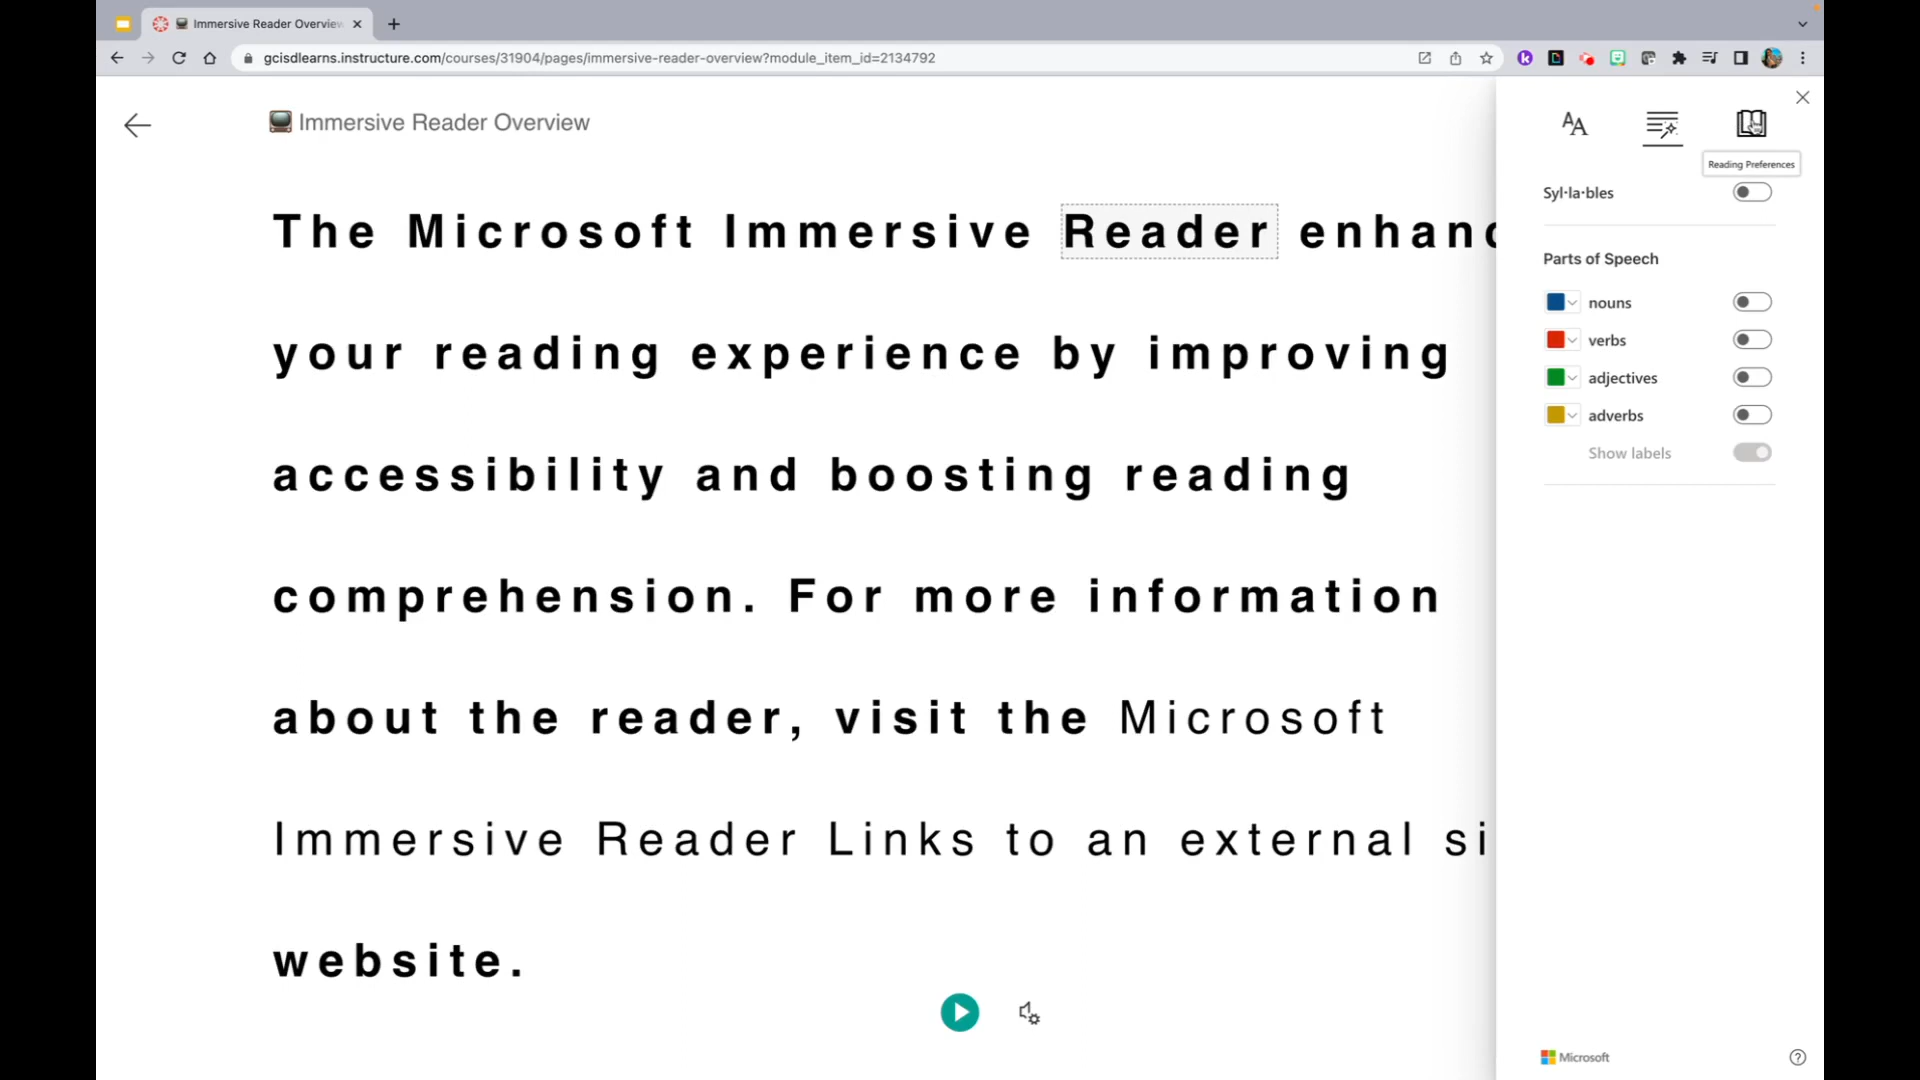 Immersive Reader Overview
gcisdlearns.instructure.com/courses/31904/pages/immersive-reader-overview?module_item_id=2134792
Immersive Reader Overview
The Microsoft Immersive Reader enhanc
your reading experience by improving
accessibility and boosting reading
comprehension. For more information
about the reader, visit the Microsoft
Immersive Reader Links to an external si
website.
AA
Reading Preferences
Syl·la·bles
Parts of Speech
nouns
verbs
adjectives
adverbs
Show labels
Microsoft